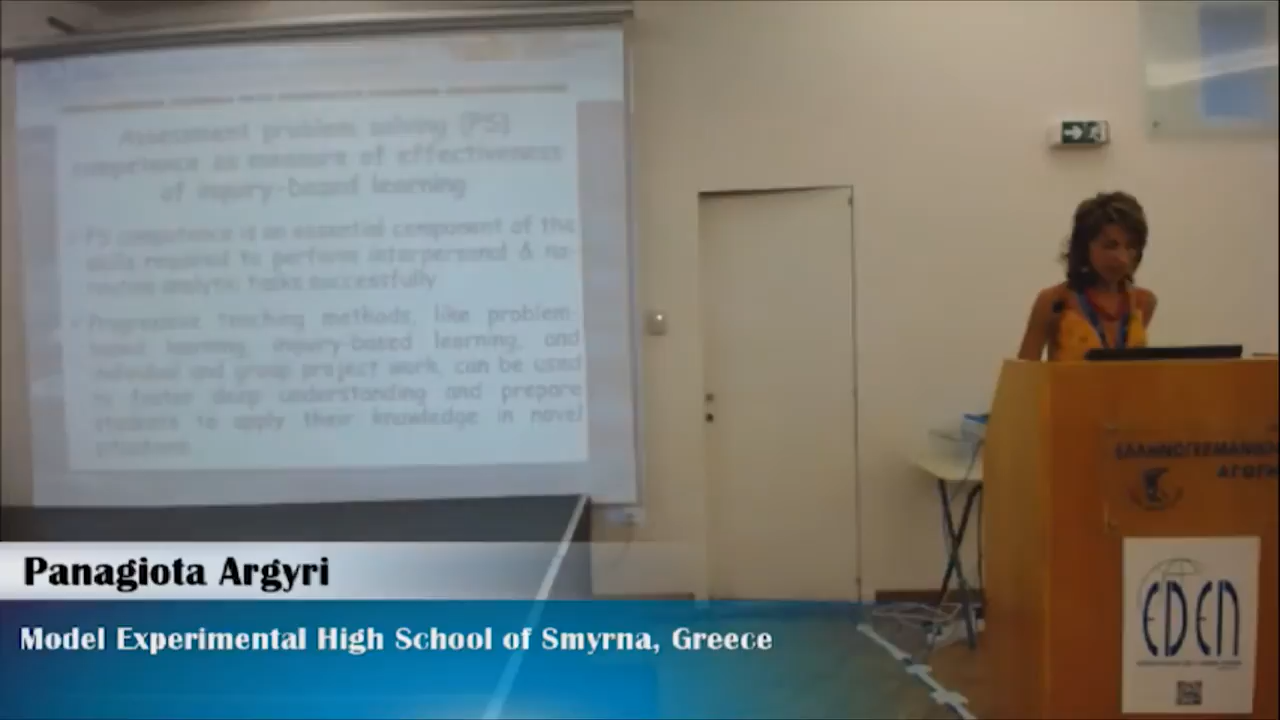 Assessment problem solving (PS)
competence as measure of effectiveness
of inquiry-based learning
PS competence is an essential component of the
skills required to perform interpersonal & no-
routine analytic tasks successfully
Progressive teaching methods, like problem-
based learning, inquiry-based learning, and
individual and group project work, can be used
to foster deep understanding and prepare
students to apply their knowledge in novel
situations
ΕΛΛΗΝΟΓΕΡΜΑΝΙΚΗ
ΑΓΩΓΗ
EDEN
Panagiota Argyri
Model Experimental High School of Smyrna, Greece